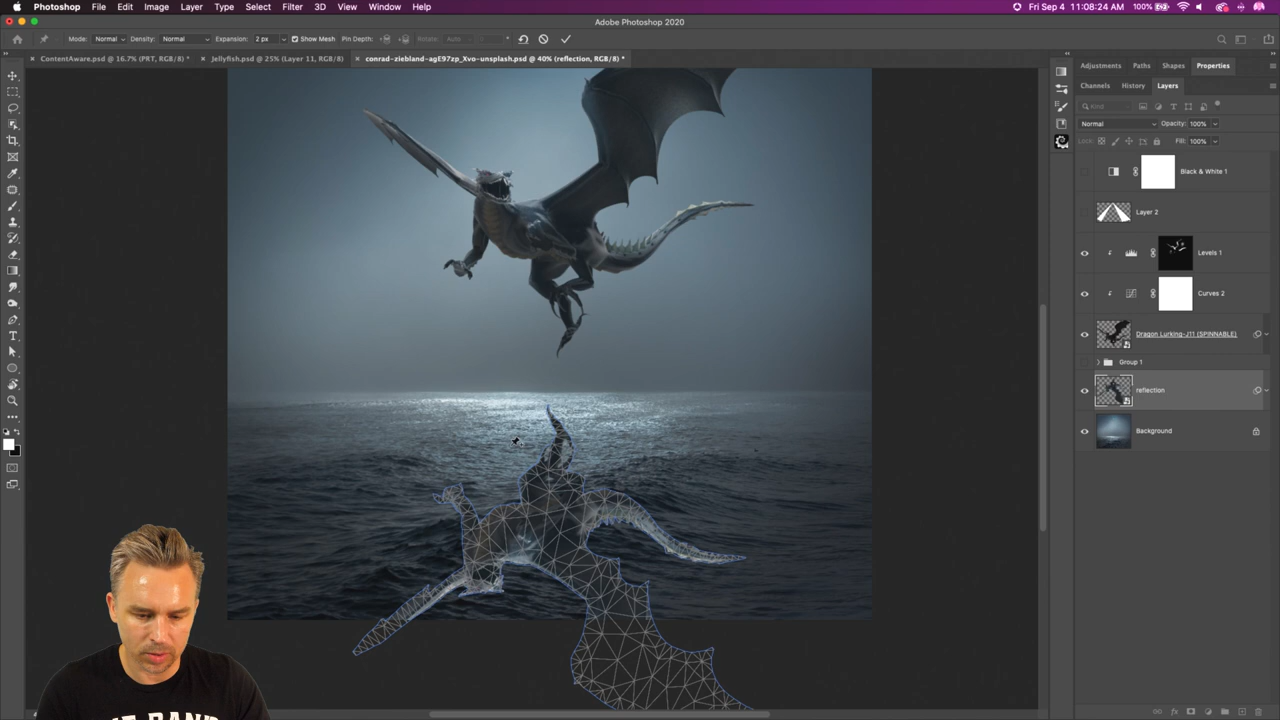 Photoshop File Edit Image Layer Type Select Filter 3D View Window Help Fri Sep 4 11:08:24 AM 100%
Adobe Photoshop 2020
Mode: Normal Density: Normal Expansion: 2 px Show Mesh Pin Depth: Rotate: Auto
ContentAware.psd @ 16.7% (PRT, RGB/8) * Jellyfish.psd @ 25% (Layer 11, RGB/8) conrad-ziebland-agE97zp_Xvo-unsplash.psd @ 40% (reflection, RGB/8) *
Adjustments Paths Shapes Properties
Channels History Layers
Kind
Normal Opacity: 100%
Lock: Fill: 100%
Black & White 1
Layer 2
Levels 1
Curves 2
Dragon Lurking-J11 (SPINNABLE)
Group 1
reflection
Background